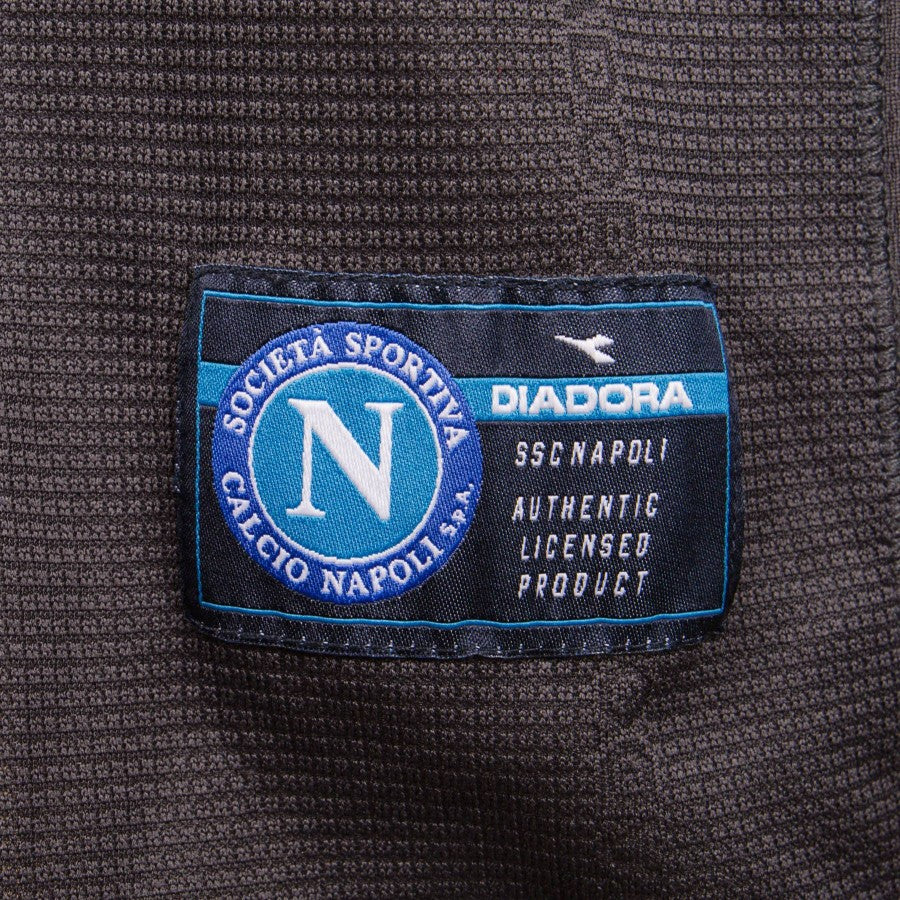 SOCIETÀ SPORTIVA
CALCIO NAPOLI S.p.A.
N
DIADORA
SSC NAPOLI
AUTHENTIC
LICENSED
PRODUCT